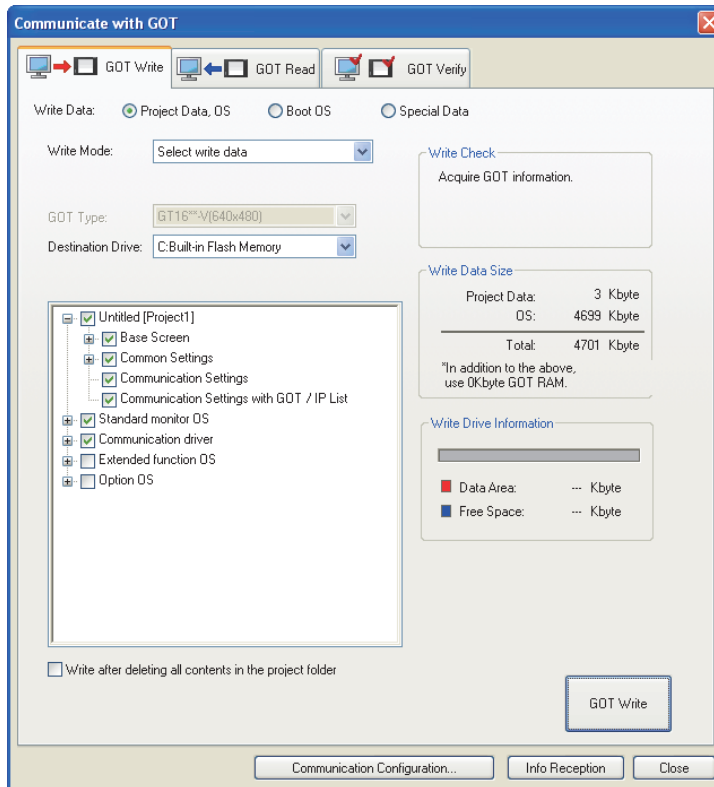 Communicate with GOT
GOT Write
GOT Read
GOT Verify
Write Data:
Project Data, OS
Boot OS
Special Data
Write Mode:
Select write data
GOT Type:
GT16**-V(640x480)
Destination Drive:
C:Built-in Flash Memory
Untitled [Project1]
Base Screen
Common Settings
Communication Settings
Communication Settings with GOT / IP List
Standard monitor OS
Communication driver
Extended function OS
Option OS
Write after deleting all contents in the project folder
Write Check
Acquire GOT information.
Write Data Size
Project Data: 3 Kbyte
OS: 4699 Kbyte
Total: 4701 Kbyte
*In addition to the above,
use 0Kbyte GOT RAM.
Write Drive Information
Data Area: --- Kbyte
Free Space: --- Kbyte
GOT Write
Communication Configuration...
Info Reception
Close